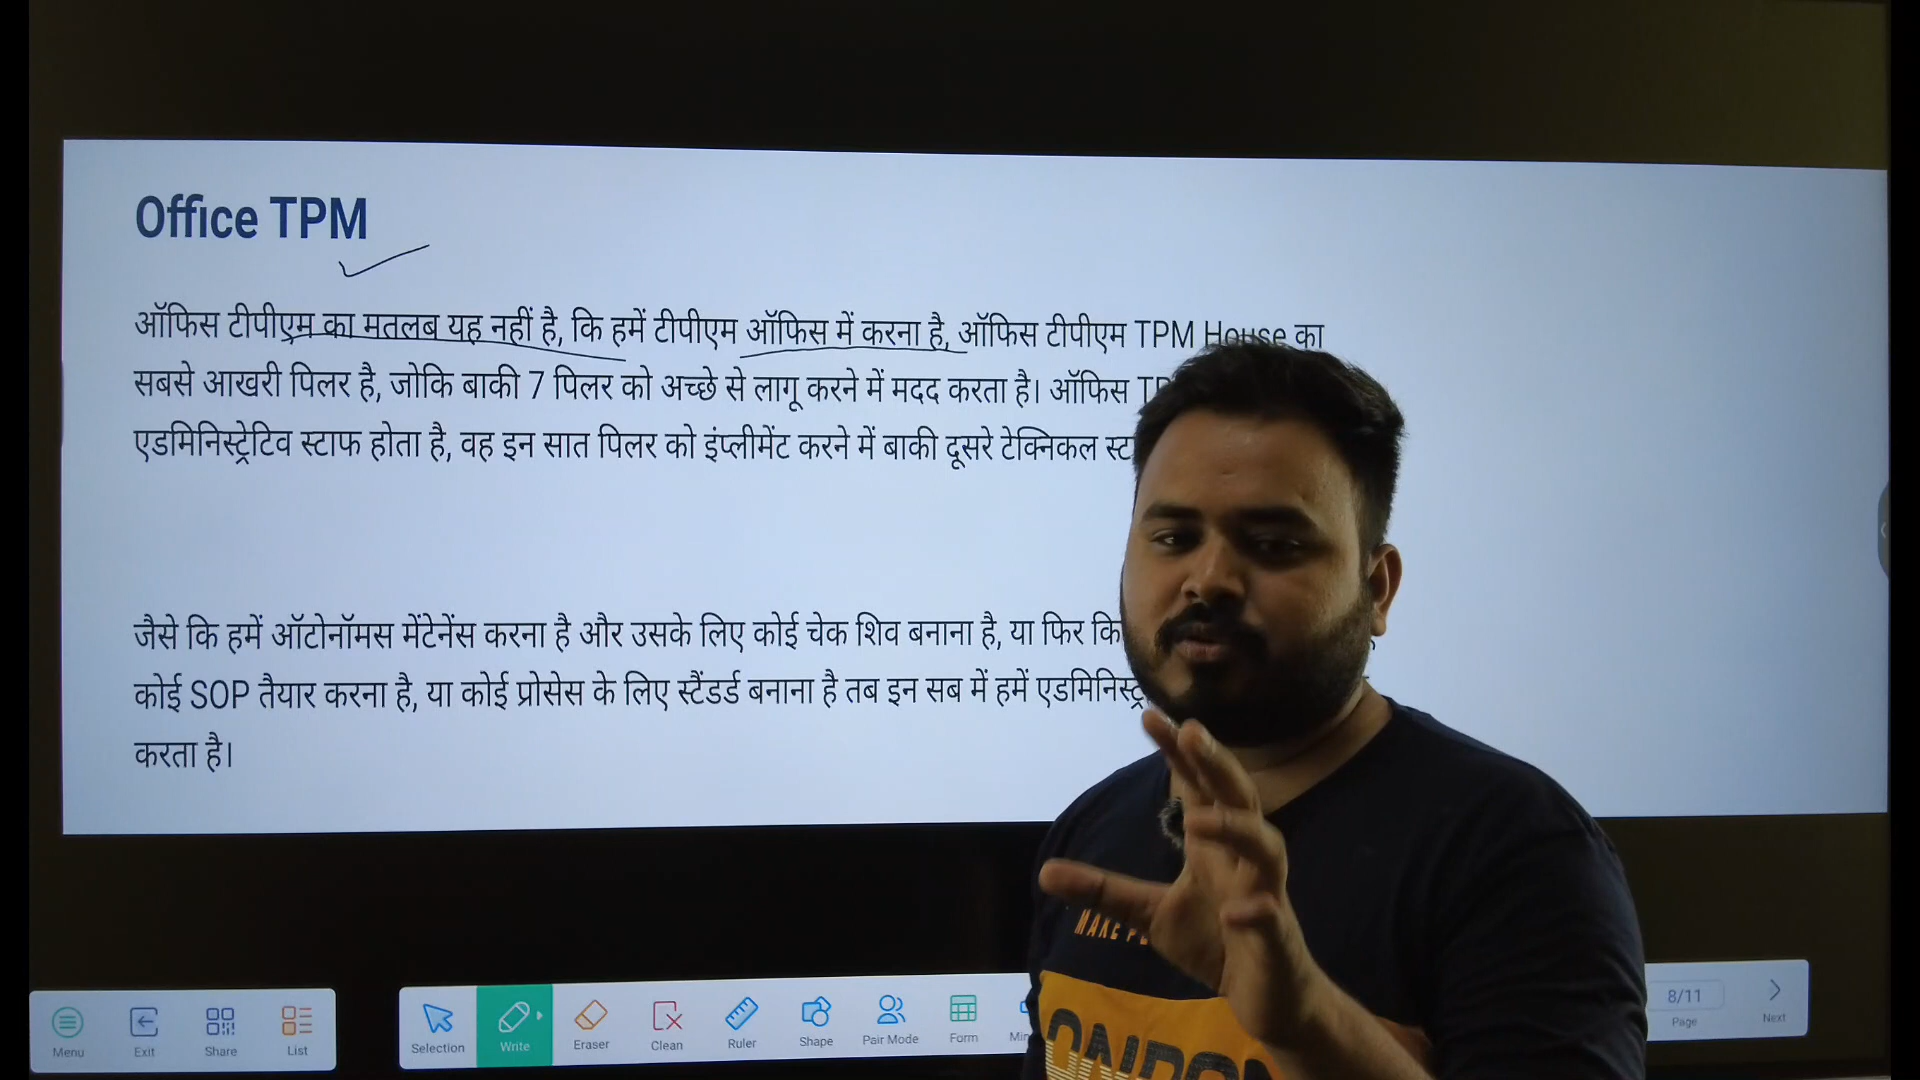 Office TPM
ऑफिस टीपीएम का मतलब यह नहीं है, कि हमें टीपीएम ऑफिस में करना है, ऑफिस टीपीएम TPM House का
सबसे आखरी पिलर है, जोकि बाकी 7 पिलर को अच्छे से लागू करने में मदद करता है। ऑफिस
एडमिनिस्ट्रेटिव स्टाफ होता है, वह इन सात पिलर को इंप्लीमेंट करने में बाकी दूसरे टेक्निकल
जैसे कि हमें ऑटोनॉमस मेंटेनेंस करना है और उसके लिए कोई चेक शिव बनाना है, या फिर
कोई SOP तैयार करना है, या कोई प्रोसेस के लिए स्टैंडर्ड बनाना है तब इन सब में हमें
करता है।
MAKE
Menu Exit Share List Selection Write Eraser Clean Ruler Shape Pair Mode Form 8/11 Page Next